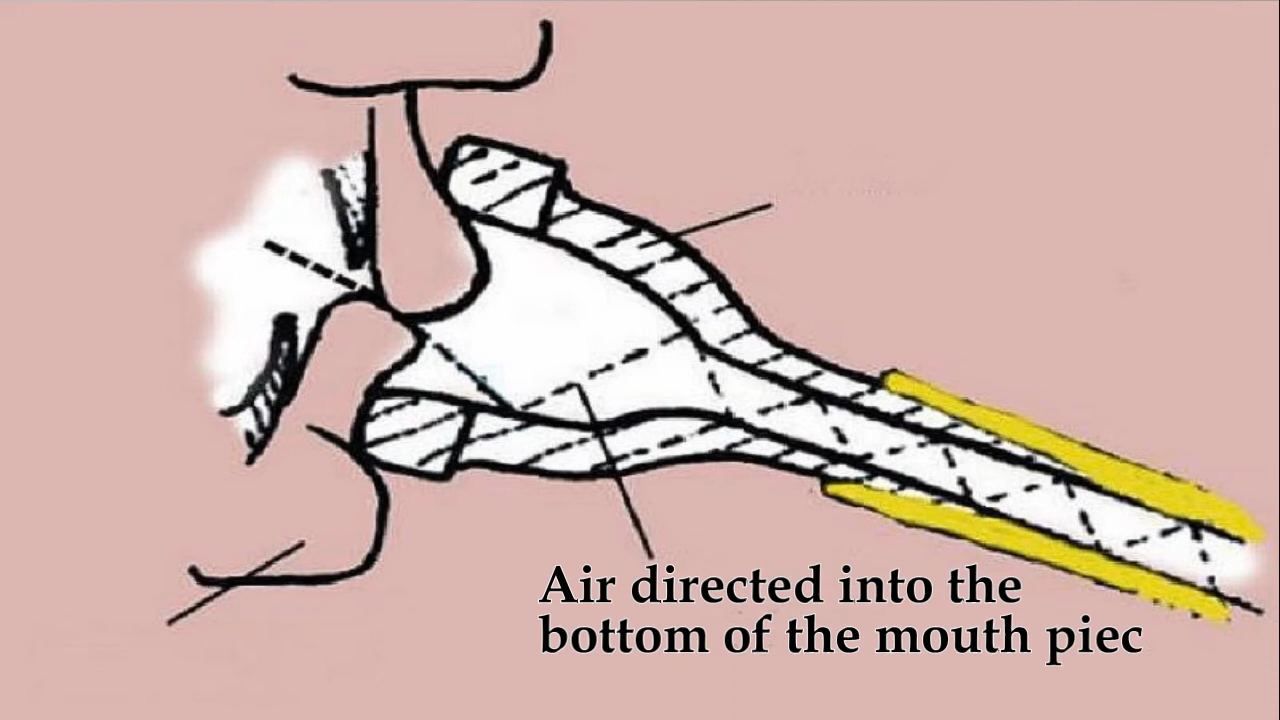 Air directed into the
bottom of the mouth piec